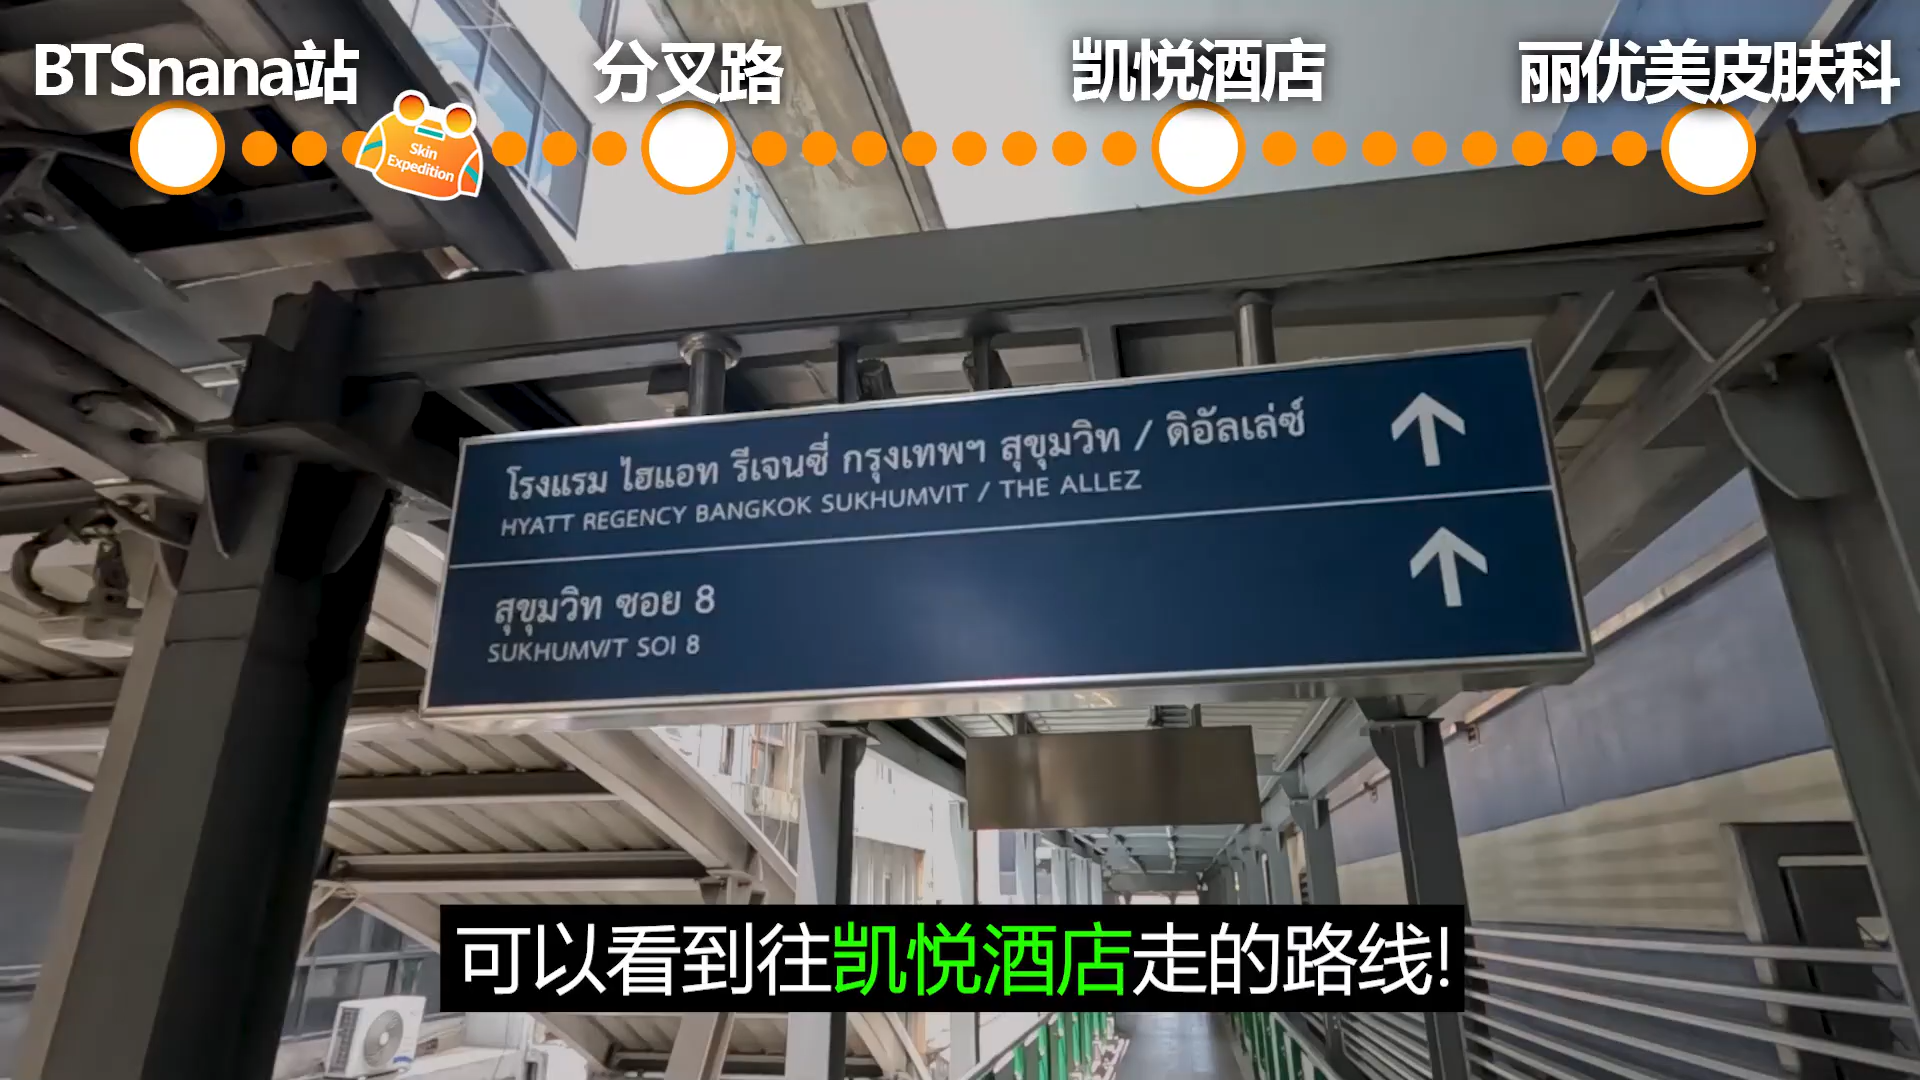 BTSnana站
分叉路
凯悦酒店
丽优美皮肤科
Skin
Expedition
โรงแรม ไฮแอท รีเจนซี่ กรุงเทพฯ สุขุมวิท / ดิอัลเล่ซ์
HYATT REGENCY BANGKOK SUKHUMVIT / THE ALLEZ
สุขุมวิท ซอย 8
SUKHUMVIT SOI 8
可以看到往凯悦酒店走的路线!